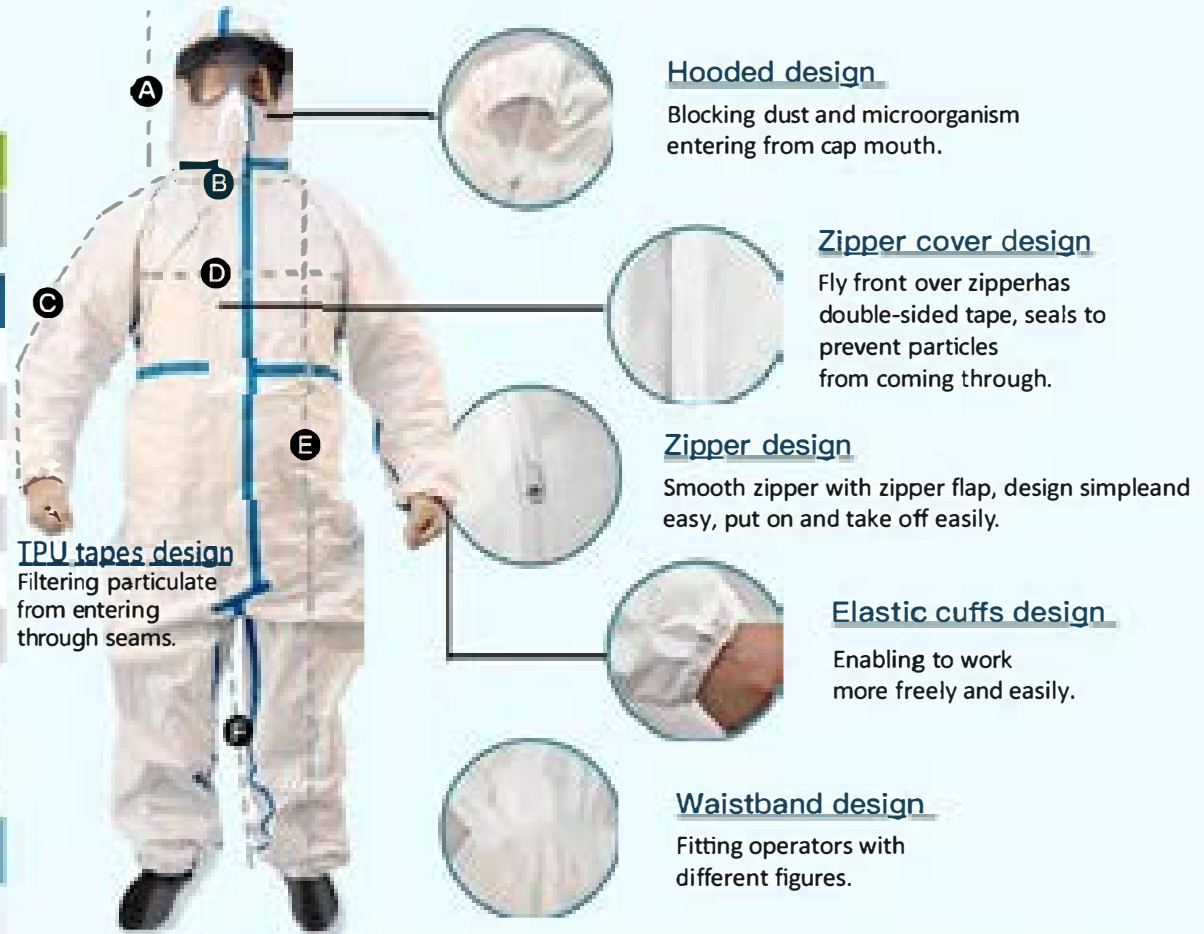 A
B
C
D
E
F
TPU tapes design
Filtering particulate
from entering
through seams.
Hooded design
Blocking dust and microorganism
entering from cap mouth.
Zipper cover design
Fly front over zipperhas
double-sided tape, seals to
prevent particles
from coming through.
Zipper design
Smooth zipper with zipper flap, design simpleand
easy, put on and take off easily.
Elastic cuffs design
Enabling to work
more freely and easily.
Waistband design
Fitting operators with
different figures.